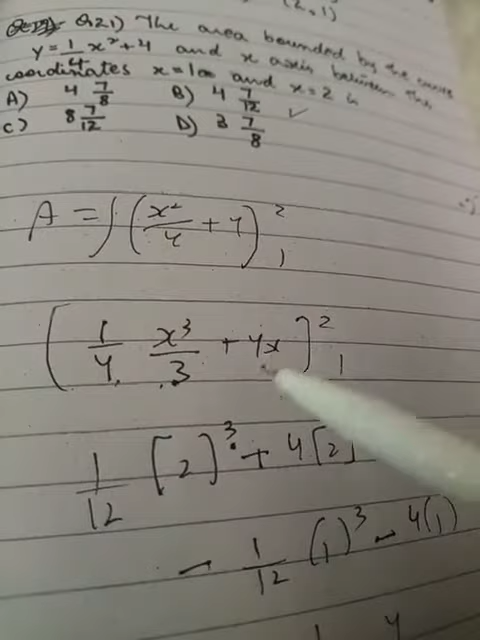 (2,1)
Q.21) The area bounded by the curve
y = 1/4 x² + 4 and x axis between the
coordinates x = 1 and x = 2 is
A) 4 7/8 B) 4 7/12 ✓
C) 8 7/12 D) 3 7/8
A = ∫ (x²/4 + 4)₁²
[1/4 x³/3 + 4x]₁²
1/12 [2]³ + 4[2]
- 1/12 (1)³ - 4(1)